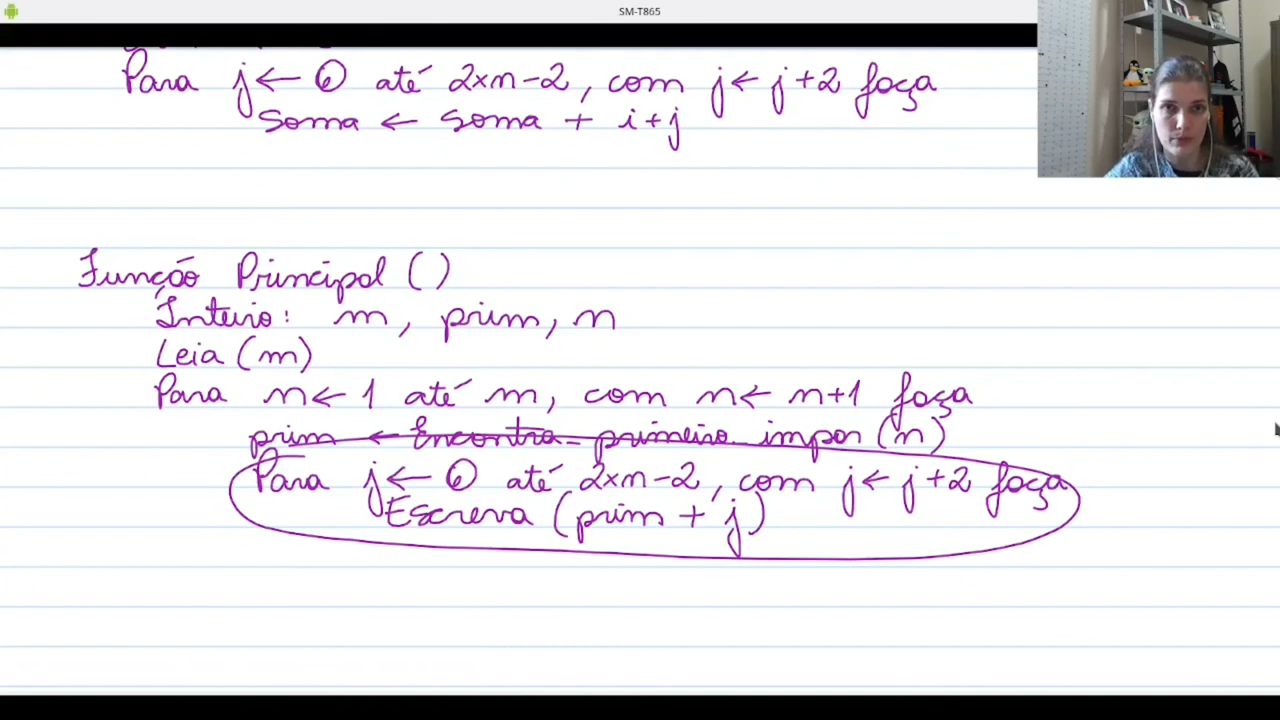 SM-T865
Para j ← 0 até 2×n-2, com j ← j+2 faça
soma ← soma + i+j
Função Principal ()
Inteiro: m, prim, n
Leia (m)
Para n ← 1 até m, com n ← n+1 faça
prim ← Encontra_primeiro_impar (n)
Para j ← 0 até 2×n-2, com j ← j+2 faça
Escreva (prim + j)